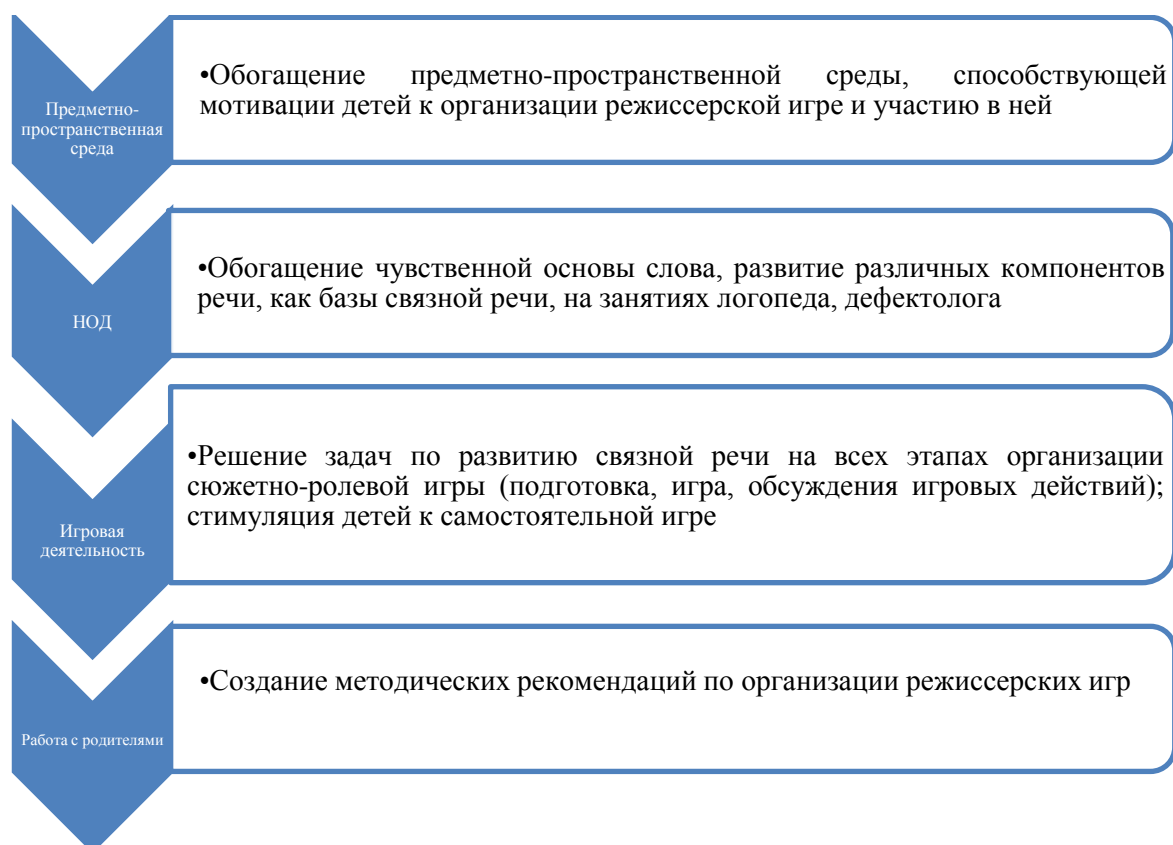 Предметно-
пространственная
среда
•Обогащение предметно-пространственной среды, способствующей
мотивации детей к организации режиссерской игре и участию в ней
НОД
•Обогащение чувственной основы слова, развитие различных компонентов
речи, как базы связной речи, на занятиях логопеда, дефектолога
Игровая
деятельность
•Решение задач по развитию связной речи на всех этапах организации
сюжетно-ролевой игры (подготовка, игра, обсуждения игровых действий);
стимуляция детей к самостоятельной игре
Работа с родителями
•Создание методических рекомендаций по организации режиссерских игр